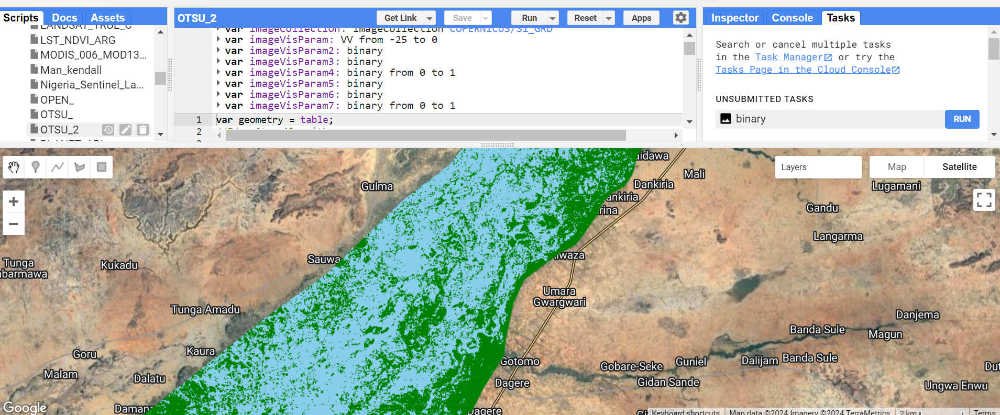 Scripts Docs Assets
LANDSAT_TRUE_C
LST_NDVI_ARG
MODIS_006_MOD13...
Man_kendall
Nigeria_Sentinel_La...
OPEN_
OTSU_
OTSU_2
OTSU_2
Get Link
Save
Run
Reset
Apps
var imageCollection: ImageCollection COPERNICUS/S1_GRD
var imageVisParam: VV from -25 to 0
var imageVisParam2: binary
var imageVisParam3: binary
var imageVisParam4: binary from 0 to 1
var imageVisParam5: binary
var imageVisParam6: binary
var imageVisParam7: binary from 0 to 1
1 var geometry = table;
2
Inspector Console Tasks
Search or cancel multiple tasks
in the Task Manager or try the
Tasks Page in the Cloud Console
UNSUBMITTED TASKS
binary RUN
Layers
Map Satellite
aidawa
Mali
Gulma
Dankiria
Lugamani
ankiria
Gandu
rina
Langarma
Sauwa
waza
Tunga
abarmawa
Kukadu
Umara
Gwargwari
Tunga Amadu
Danjema
Banda Sule
Magun
Kaura
Goru
Gotomo
Gobare-Seke
Guniel
Dalijam
Banda Sule
Dut
Malam
Dalatu
Dagere
Gidan Sande
Ungwa Enwu
Google
Damana
Dagere
Keyboard shortcuts
Map data ©2024 Imagery ©2024 TerraMetrics
2 km
Terms